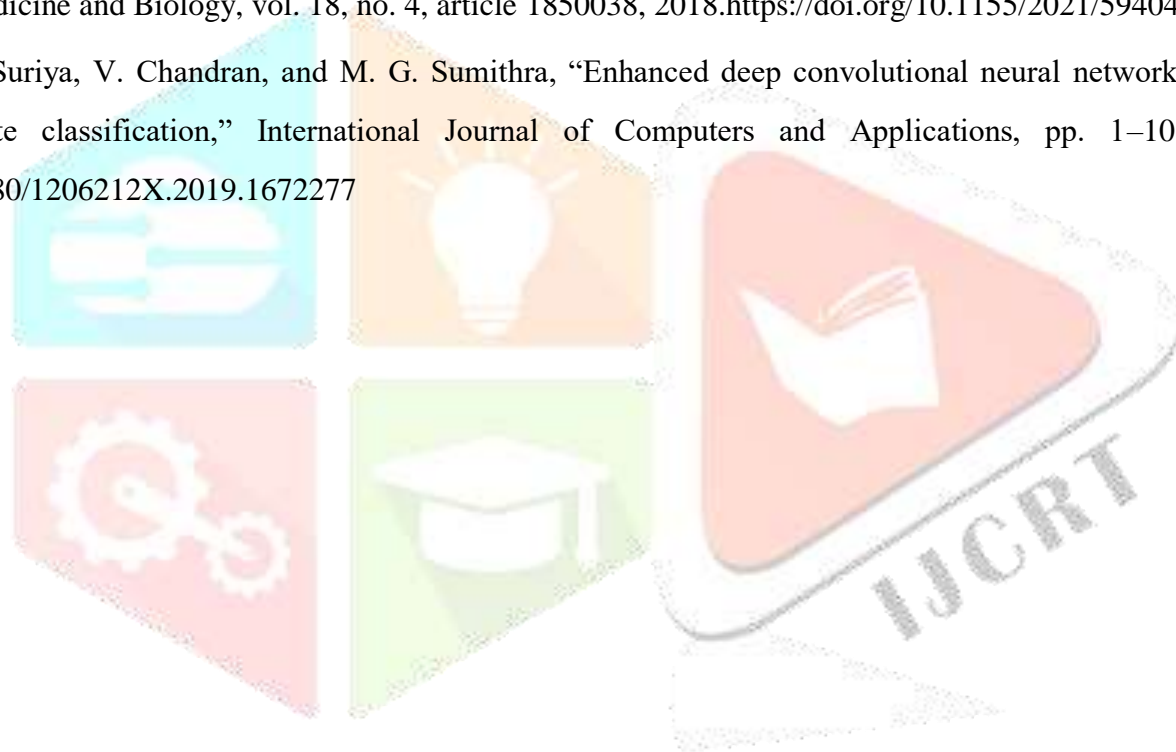 dicine and Biology, vol. 18, no. 4, article 1850038, 2018.https://doi.org/10.1155/2021/59404
Suriya, V. Chandran, and M. G. Sumithra, “Enhanced deep convolutional neural network
te classification,” International Journal of Computers and Applications, pp. 1–10
80/1206212X.2019.1672277
IJCRT